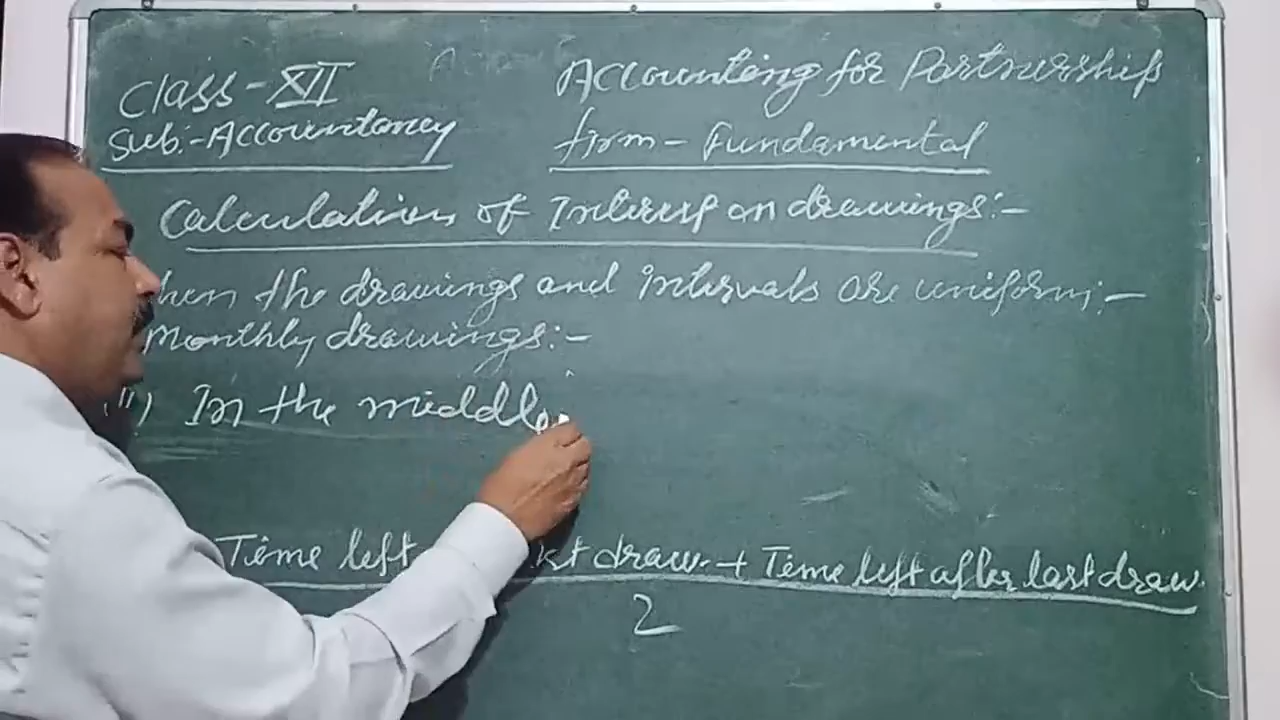 Class-XII
Sub:-Accountancy
Accounting for Partnership
firm - Fundamental
Calculation of Interest on drawings:-
hen the drawings and intervals are uniform:-
Monthly drawings:-
(ii) In the middle
Time left draw. + Time left after last draw.
2